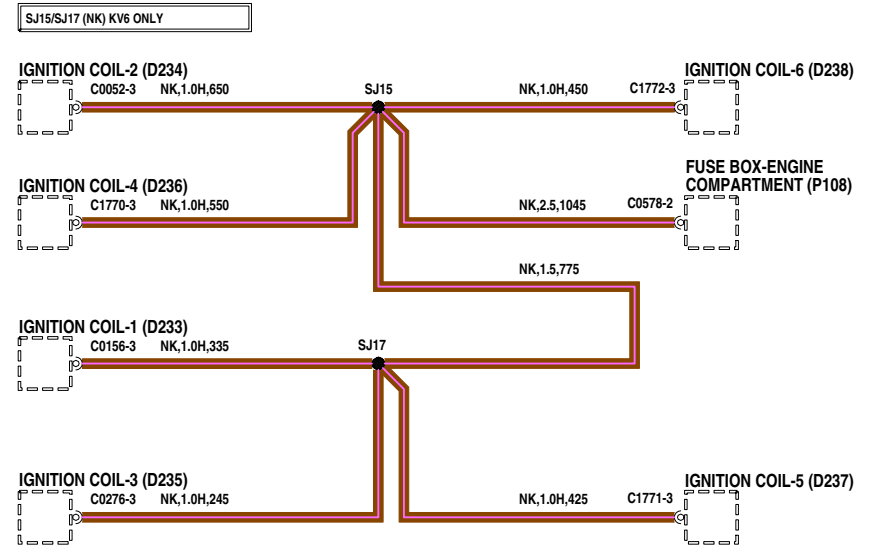 SJ15/SJ17 (NK) KV6 ONLY
IGNITION COIL-2 (D234)
C0052-3 NK,1.0H,650
SJ15
NK,1.0H,450 C1772-3
IGNITION COIL-6 (D238)
IGNITION COIL-4 (D236)
C1770-3 NK,1.0H,550
NK,2.5,1045 C0578-2
FUSE BOX-ENGINE
COMPARTMENT (P108)
NK,1.5,775
IGNITION COIL-1 (D233)
C0156-3 NK,1.0H,335
SJ17
IGNITION COIL-3 (D235)
C0276-3 NK,1.0H,245
NK,1.0H,425 C1771-3
IGNITION COIL-5 (D237)